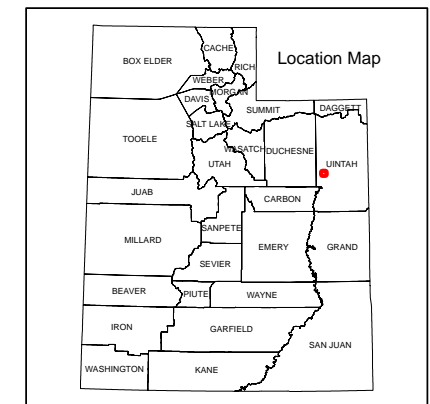 Location Map
CACHE
BOX ELDER
RICH
WEBER
MORGAN
DAVIS
SUMMIT
DAGGETT
SALT LAKE
TOOELE
WASATCH
DUCHESNE
UTAH
UINTAH
JUAB
CARBON
SANPETE
MILLARD
EMERY
GRAND
SEVIER
BEAVER
PIUTE
WAYNE
IRON
GARFIELD
SAN JUAN
WASHINGTON
KANE